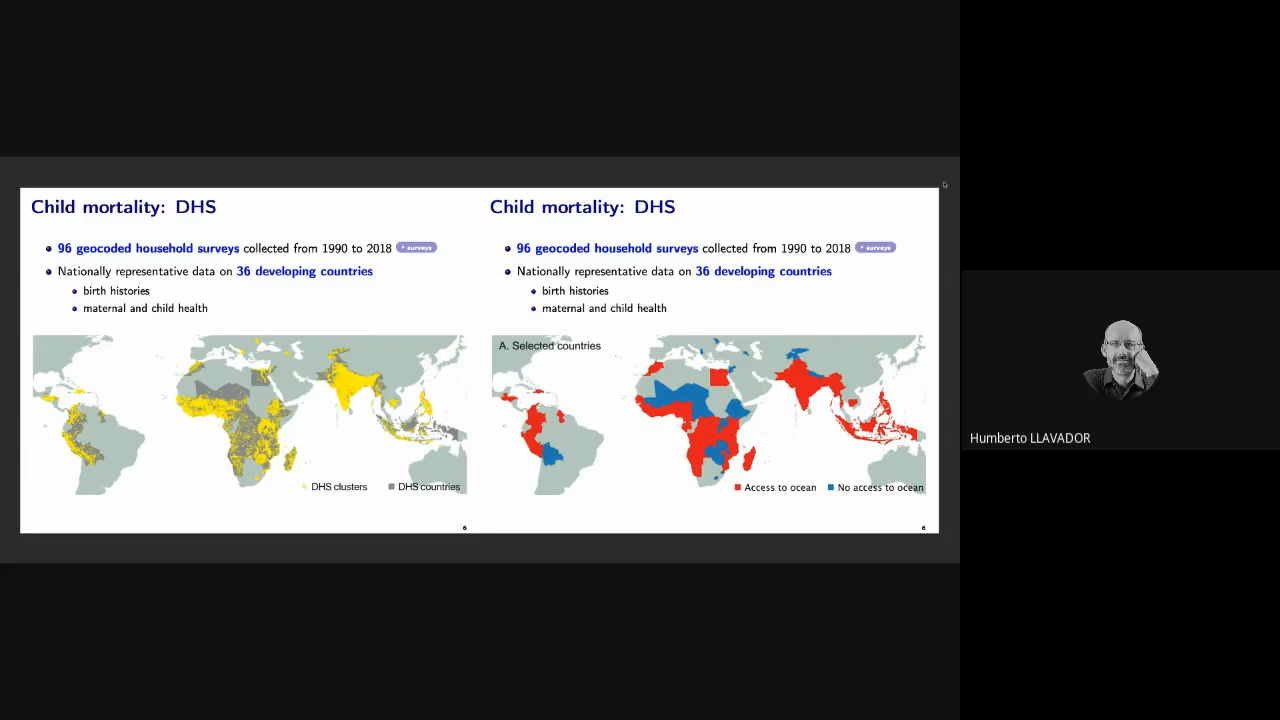 Child mortality: DHS
96 geocoded household surveys collected from 1990 to 2018 surveys
Nationally representative data on 36 developing countries
birth histories
maternal and child health
DHS clusters DHS countries
6
Child mortality: DHS
96 geocoded household surveys collected from 1990 to 2018 surveys
Nationally representative data on 36 developing countries
birth histories
maternal and child health
A. Selected countries
Access to ocean No access to ocean
6
Humberto LLAVADOR